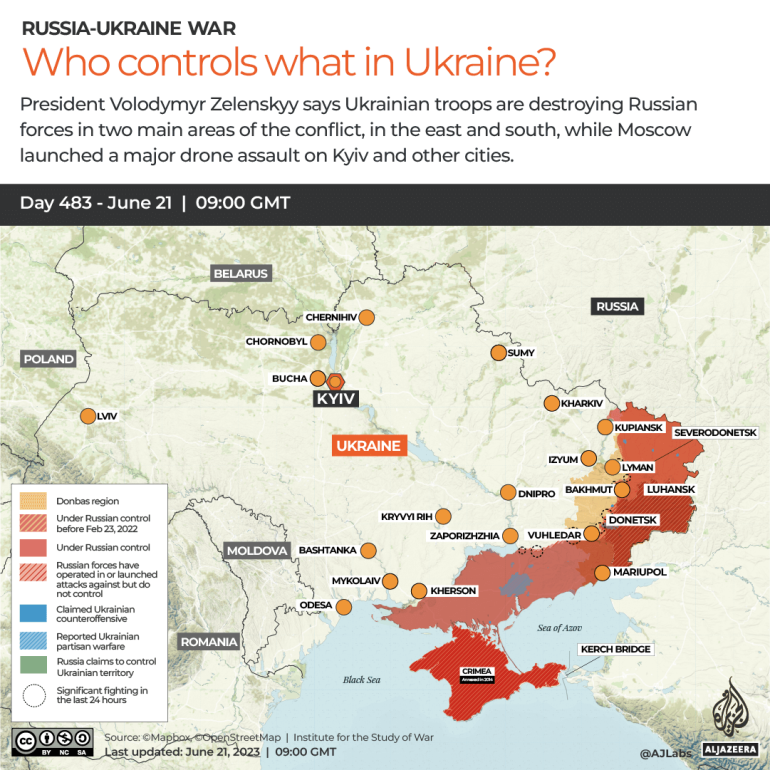 RUSSIA-UKRAINE WAR
Who controls what in Ukraine?
President Volodymyr Zelenskyy says Ukrainian troops are destroying Russian
forces in two main areas of the conflict, in the east and south, while Moscow
launched a major drone assault on Kyiv and other cities.
Day 483 - June 21 | 09:00 GMT
BELARUS
RUSSIA
CHERNIHIV
CHORNOBYL
POLAND
SUMY
BUCHA
KYIV
KHARKIV
LVIV
KUPIANSK
SEVERODONETSK
UKRAINE
IZYUM
LYMAN
BAKHMUT
LUHANSK
DNIPRO
KRYVYI RIH
DONETSK
ZAPORIZHZHIA
VUHLEDAR
MOLDOVA
BASHTANKA
MARIUPOL
MYKOLAIV
KHERSON
ODESA
Sea of Azov
ROMANIA
KERCH BRIDGE
CRIMEA
Annexed in 2014
Black Sea
Donbas region
Under Russian control
before Feb 23, 2022
Under Russian control
Russian forces have
operated in or launched
attacks against but do
not control
Claimed Ukrainian
counteroffensive
Reported Ukrainian
partisan warfare
Russia claims to control
Ukrainian territory
Significant fighting in
the last 24 hours
cc BY NC SA
Source: ©Mapbox, ©OpenStreetMap | Institute for the Study of War
Last updated: June 21, 2023 | 09:00 GMT
@AJLabs
ALJAZEERA